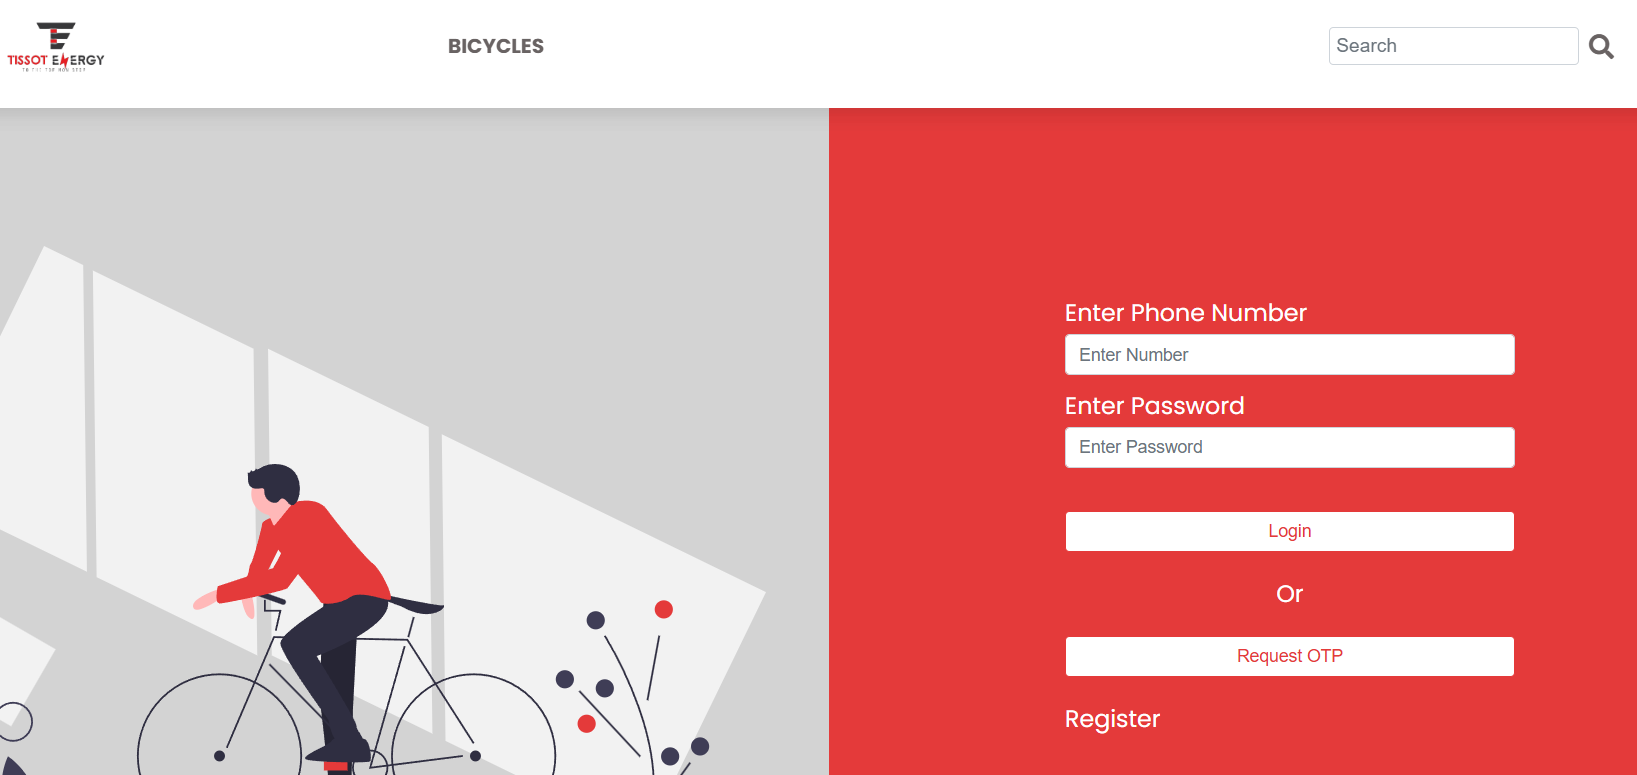 TISSOT ENERGY
BICYCLES
Search
Enter Phone Number
Enter Number
Enter Password
Enter Password
Login
Or
Request OTP
Register